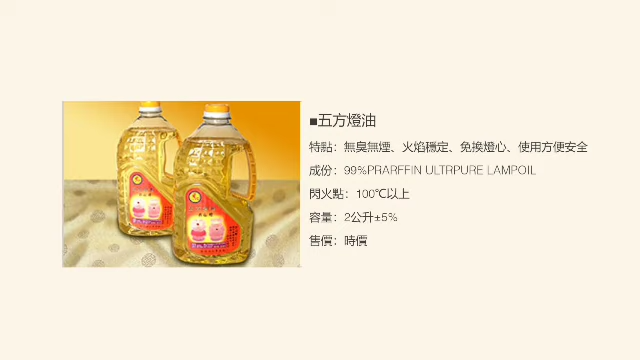 ■五方燈油
特點：無臭無煙、火焰穩定、免換燈心、使用方便安全
成份：99%PRARFFIN ULTRPURE LAMPOIL
閃火點：100℃以上
容量：2公升±5%
售價：時價